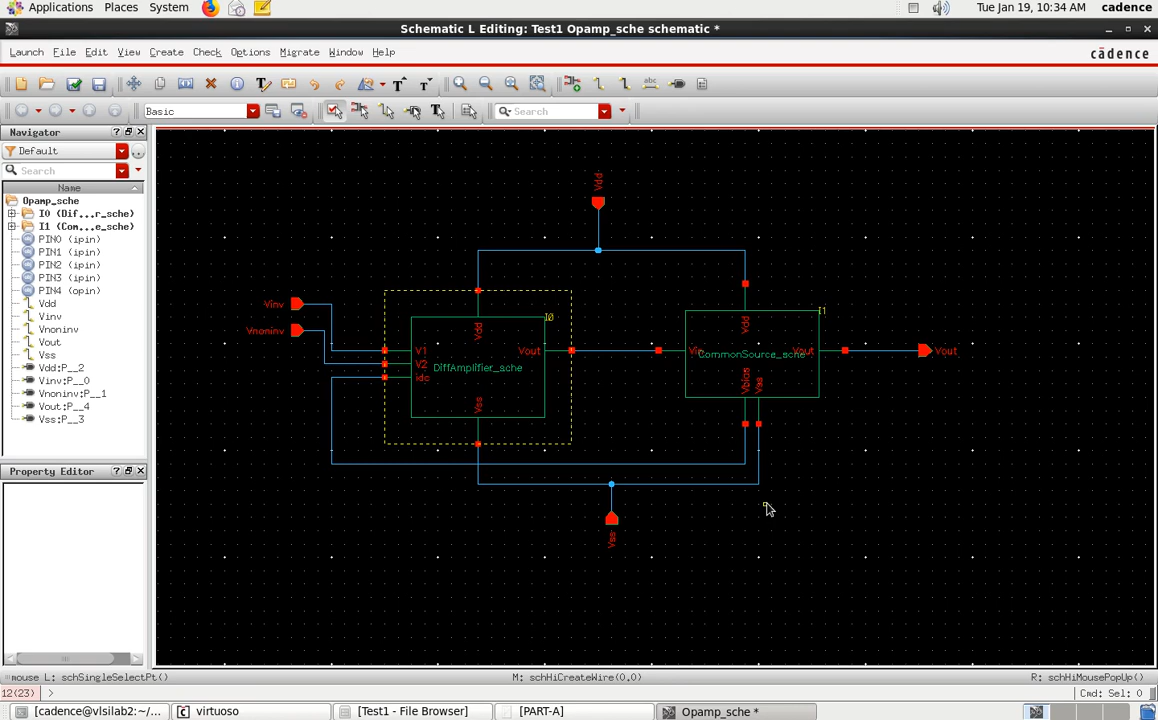 Applications Places System Tue Jan 19, 10:34 AM cadence
Schematic L Editing: Test1 Opamp_sche schematic *
Launch File Edit View Create Check Options Migrate Window Help cādence
Basic Search
Navigator
Default
Search
Name
Opamp_sche
I0 (Dif...r_sche)
I1 (Com...e_sche)
PIN0 (ipin)
PIN1 (ipin)
PIN2 (ipin)
PIN3 (ipin)
PIN4 (opin)
Vdd
Vinv
Vnoninv
Vout
Vss
Vdd:P__2
Vinv:P__0
Vnoninv:P__1
Vout:P__4
Vss:P__3
Property Editor
Vdd
Vinv
Vnoninv
I0
V1
V2
idc
Vdd
Vout
DiffAmplifier_sche
Vss
I1
Vdd
Vin
CommonSource_sche
Vout
Vbias
Vss
Vout
Vss
mouse L: schSingleSelectPt() M: schHiCreateWire(0,0) R: schHiMousePopUp()
12(23) > Cmd: Sel: 0
[cadence@vlsilab2:~/... virtuoso [Test1 - File Browser] [PART-A] Opamp_sche *